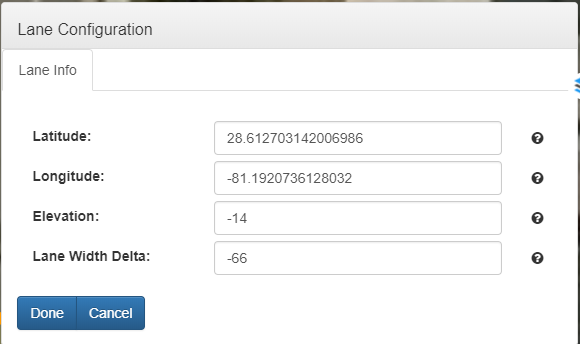 Lane Configuration
Lane Info
Latitude: 28.612703142006986
Longitude: -81.1920736128032
Elevation: -14
Lane Width Delta: -66
Done Cancel